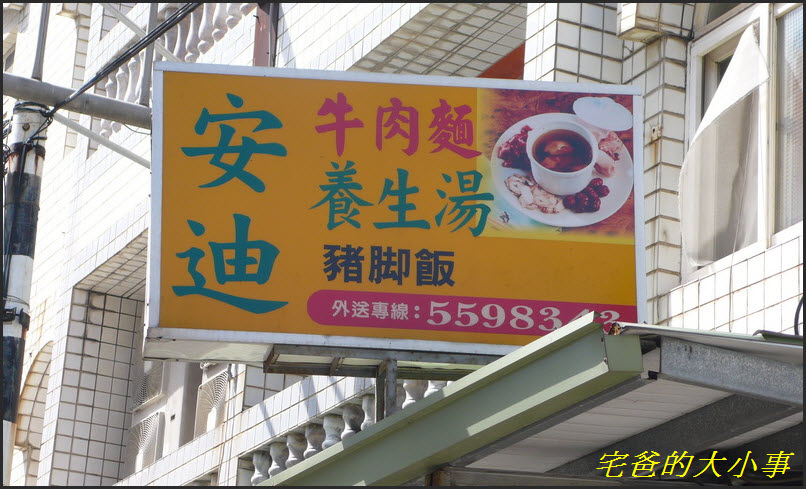 安迪
牛肉麵
養生湯
豬脚飯
外送專線：5598343
宅爸的大小事